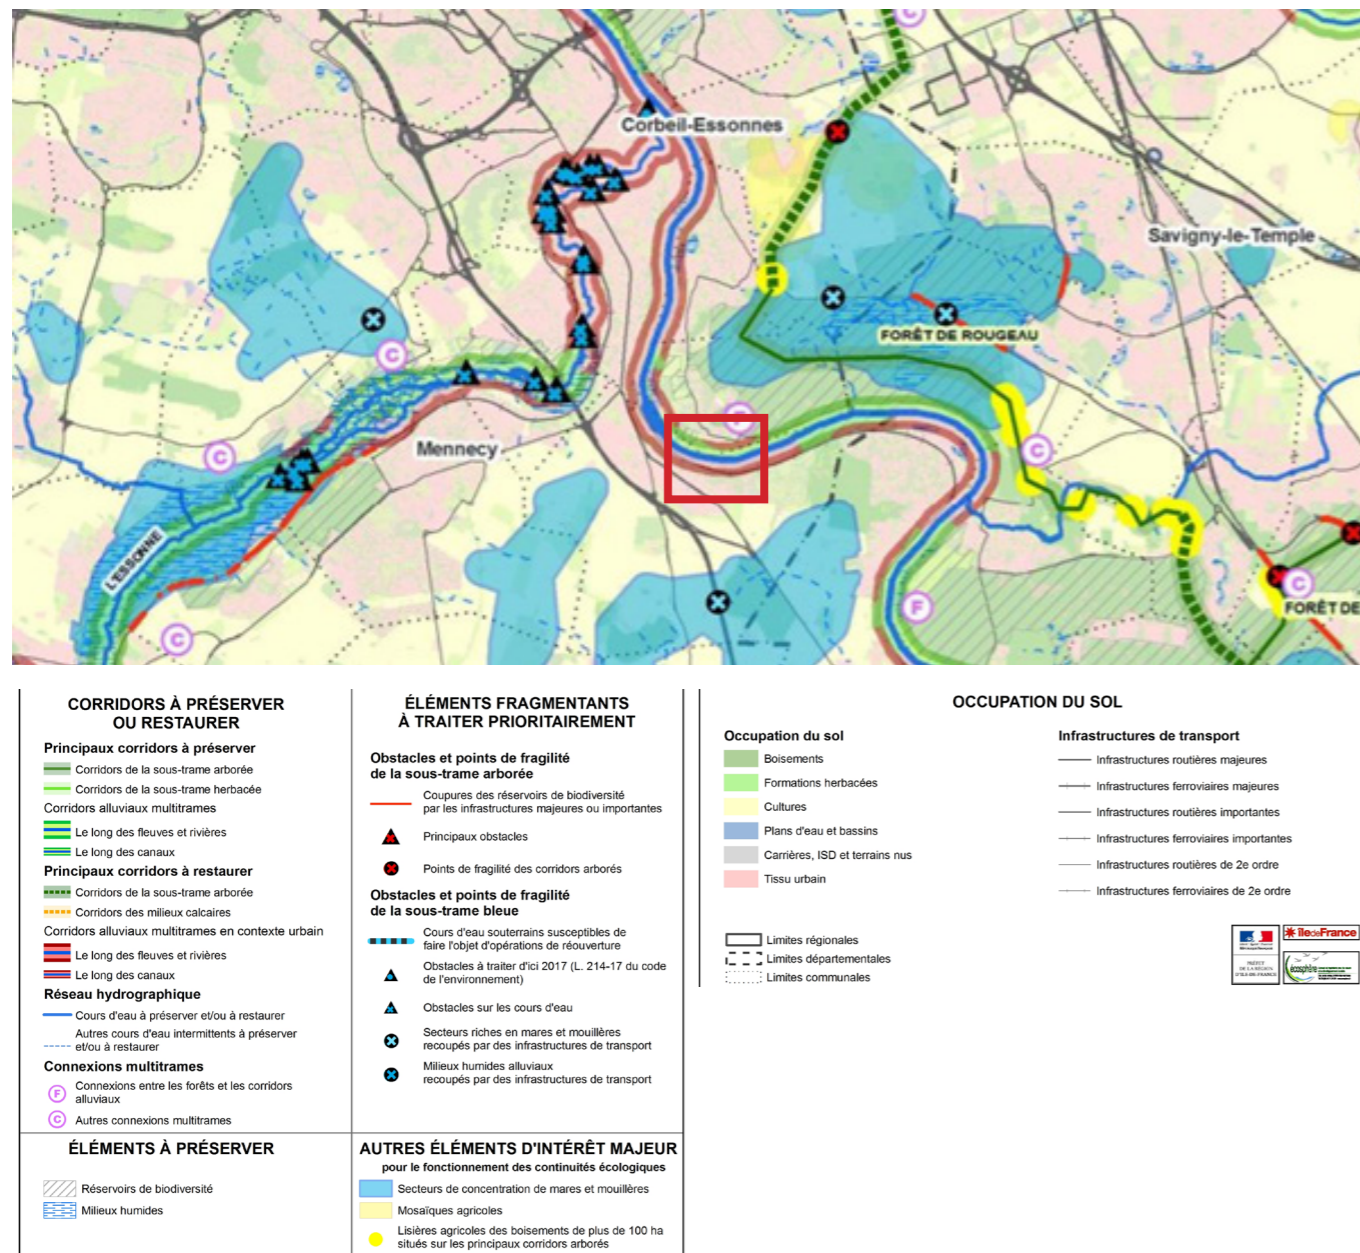 C
Corbeil-Essonnes
Savigny-le-Temple
FORÊT DE ROUGEAU
C
F
C
C
Mennecy
L'ESSONNE
F
C
FORÊT DE
C
CORRIDORS À PRÉSERVER
OU RESTAURER
Principaux corridors à préserver
Corridors de la sous-trame arborée
Corridors de la sous-trame herbacée
Corridors alluviaux multitrames
Le long des fleuves et rivières
Le long des canaux
Principaux corridors à restaurer
Corridors de la sous-trame arborée
Corridors des milieux calcaires
Corridors alluviaux multitrames en contexte urbain
Le long des fleuves et rivières
Le long des canaux
Réseau hydrographique
Cours d'eau à préserver et/ou à restaurer
Autres cours d'eau intermittents à préserver
et/ou à restaurer
Connexions multitrames
F
Connexions entre les forêts et les corridors
alluviaux
C
Autres connexions multitrames
ÉLÉMENTS À PRÉSERVER
Réservoirs de biodiversité
Milieux humides
ÉLÉMENTS FRAGMENTANTS
À TRAITER PRIORITAIREMENT
Obstacles et points de fragilité
de la sous-trame arborée
Coupures des réservoirs de biodiversité
par les infrastructures majeures ou importantes
Principaux obstacles
Points de fragilité des corridors arborés
Obstacles et points de fragilité
de la sous-trame bleue
Cours d'eau souterrains susceptibles de
faire l'objet d'opérations de réouverture
Obstacles à traiter d'ici 2017 (L. 214-17 du code
de l'environnement)
Obstacles sur les cours d'eau
Secteurs riches en mares et mouillères
recoupés par des infrastructures de transport
Milieux humides alluviaux
recoupés par des infrastructures de transport
AUTRES ÉLÉMENTS D'INTÉRÊT MAJEUR
pour le fonctionnement des continuités écologiques
Secteurs de concentration de mares et mouillères
Mosaïques agricoles
Lisières agricoles des boisements de plus de 100 ha
situés sur les principaux corridors arborés
OCCUPATION DU SOL
Occupation du sol
Boisements
Formations herbacées
Cultures
Plans d'eau et bassins
Carrières, ISD et terrains nus
Tissu urbain
Infrastructures de transport
Infrastructures routières majeures
Infrastructures ferroviaires majeures
Infrastructures routières importantes
Infrastructures ferroviaires importantes
Infrastructures routières de 2e ordre
Infrastructures ferroviaires de 2e ordre
Limites régionales
Limites départementales
Limites communales
PRÉFET
DE LA RÉGION
D'ILE-DE-FRANCE
îledeFrance
écosphère